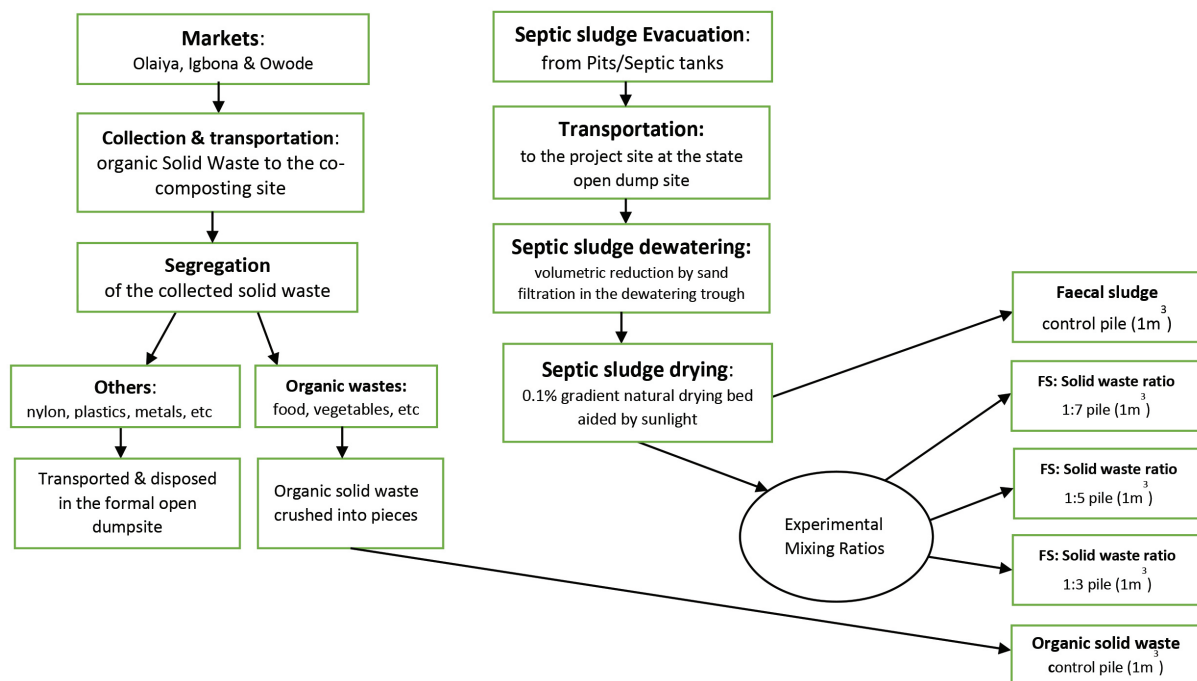 Markets:
Olaiya, Igbona & Owode
Collection & transportation:
organic Solid Waste to the co-
composting site
Segregation
of the collected solid waste
Others:
nylon, plastics, metals, etc
Transported & disposed
in the formal open
dumpsite
Organic wastes:
food, vegetables, etc
Organic solid waste
crushed into pieces
Septic sludge Evacuation:
from Pits/Septic tanks
Transportation:
to the project site at the state
open dump site
Septic sludge dewatering:
volumetric reduction by sand
filtration in the dewatering trough
Septic sludge drying:
0.1% gradient natural drying bed
aided by sunlight
Experimental
Mixing Ratios
Faecal sludge
control pile (1m³)
FS: Solid waste ratio
1:7 pile (1m³)
FS: Solid waste ratio
1:5 pile (1m³)
FS: Solid waste ratio
1:3 pile (1m³)
Organic solid waste
control pile (1m³)